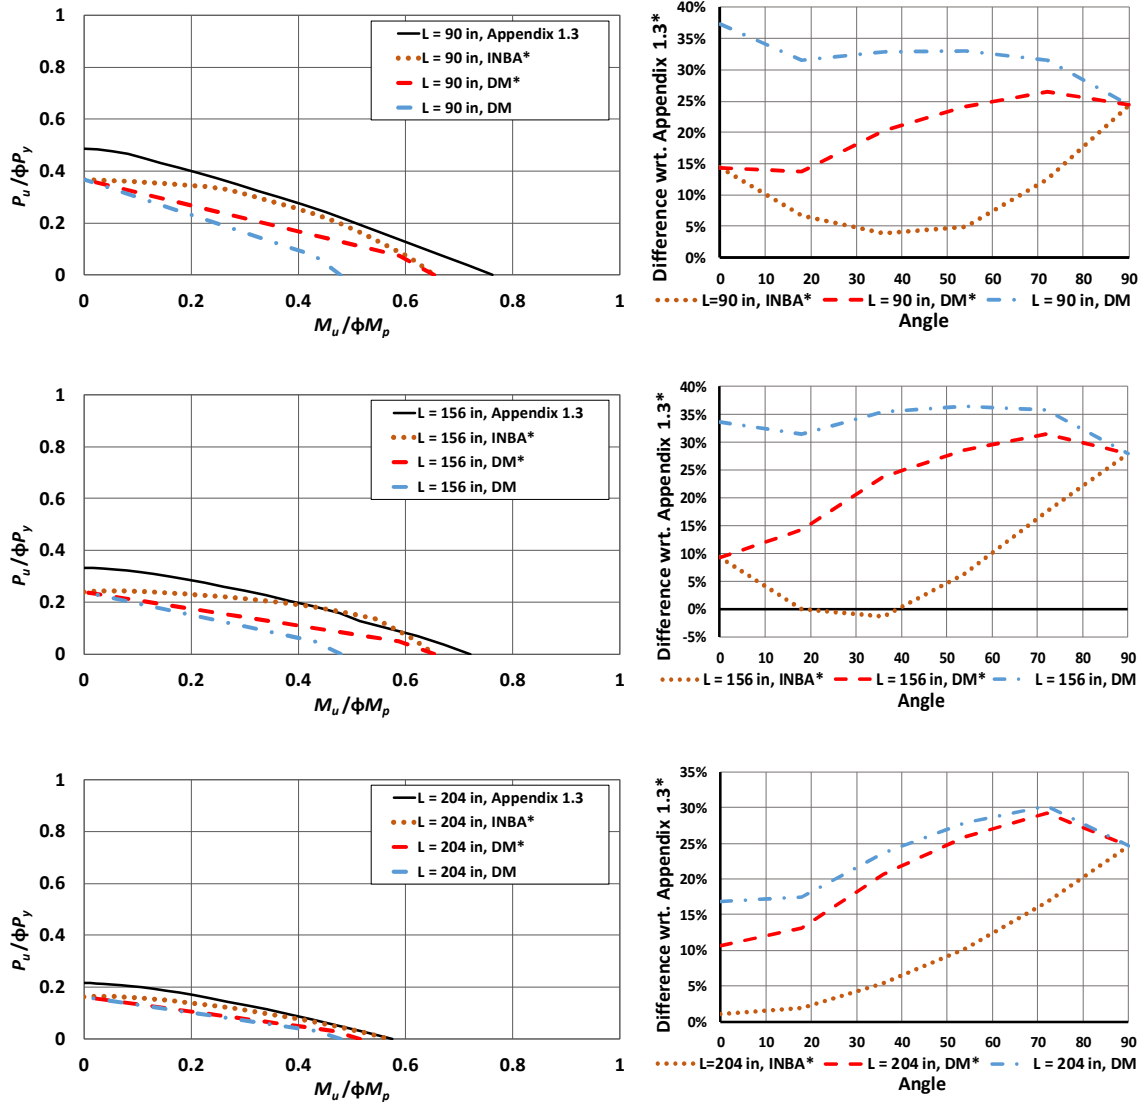 1
0.8
0.6
0.4
0.2
0
0 0.2 0.4 0.6 0.8 1
Pu/ϕPy
Mu/ϕMp
L = 90 in, Appendix 1.3
L = 90 in, INBA*
L = 90 in, DM*
L = 90 in, DM
40%
35%
30%
25%
20%
15%
10%
5%
0%
0 10 20 30 40 50 60 70 80 90
Difference wrt. Appendix 1.3*
L=90 in, INBA* L = 90 in, DM* L = 90 in, DM
Angle
1
0.8
0.6
0.4
0.2
0
0 0.2 0.4 0.6 0.8 1
Pu/ϕPy
Mu/ϕMp
L = 156 in, Appendix 1.3
L = 156 in, INBA*
L = 156 in, DM*
L = 156 in, DM
40%
35%
30%
25%
20%
15%
10%
5%
0%
-5%
0 10 20 30 40 50 60 70 80 90
Difference wrt. Appendix 1.3*
L = 156 in, INBA* L = 156 in, DM* L = 156 in, DM
Angle
1
0.8
0.6
0.4
0.2
0
0 0.2 0.4 0.6 0.8 1
Pu/ϕPy
Mu/ϕMp
L = 204 in, Appendix 1.3
L = 204 in, INBA*
L = 204 in, DM*
L = 204 in, DM
35%
30%
25%
20%
15%
10%
5%
0%
0 10 20 30 40 50 60 70 80 90
Difference wrt. Appendix 1.3*
L=204 in, INBA* L = 204 in, DM* L = 204 in, DM
Angle